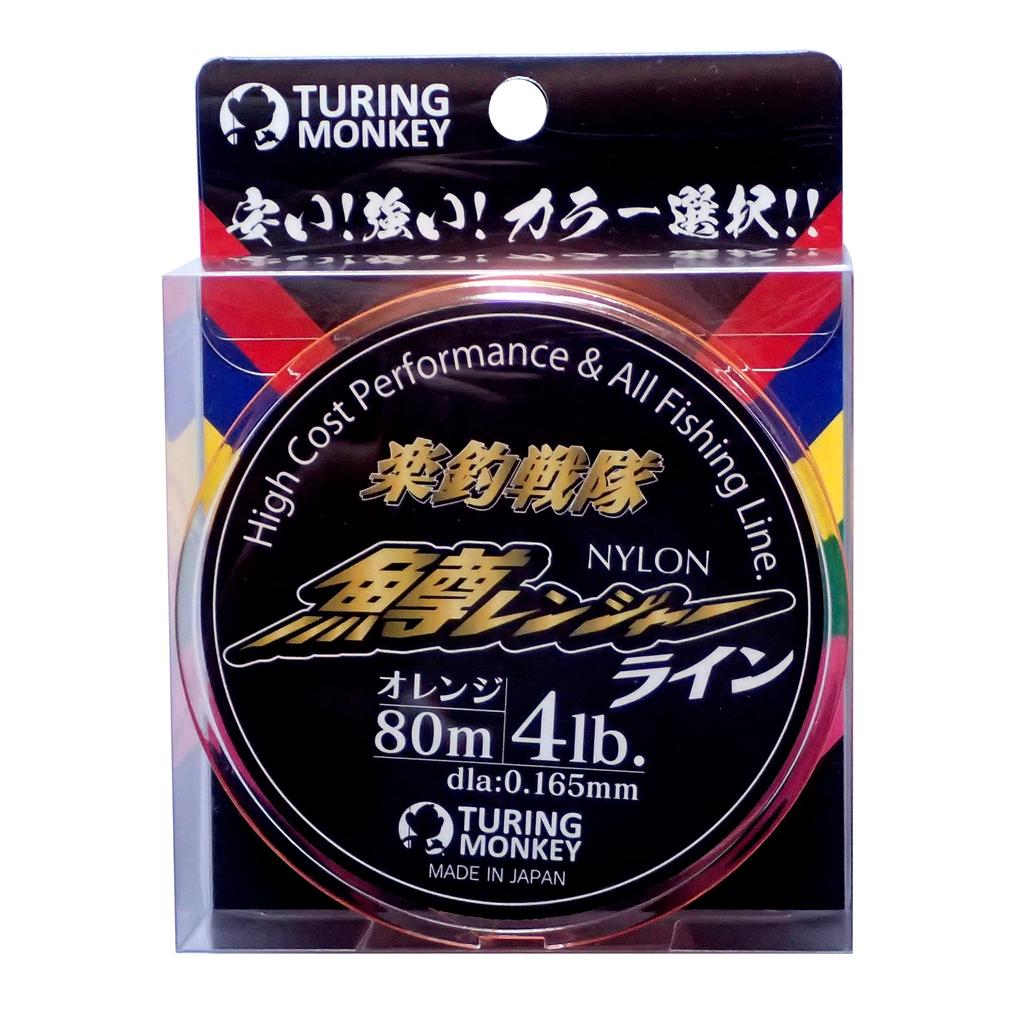 TURING
MONKEY
安い!強い!カラー選択!!
High Cost Performance & All Fishing Line.
楽釣戦隊
NYLON
鱒レンジャー
ライン
オレンジ
80m
4lb.
dla:0.165mm
TURING
MONKEY
MADE IN JAPAN